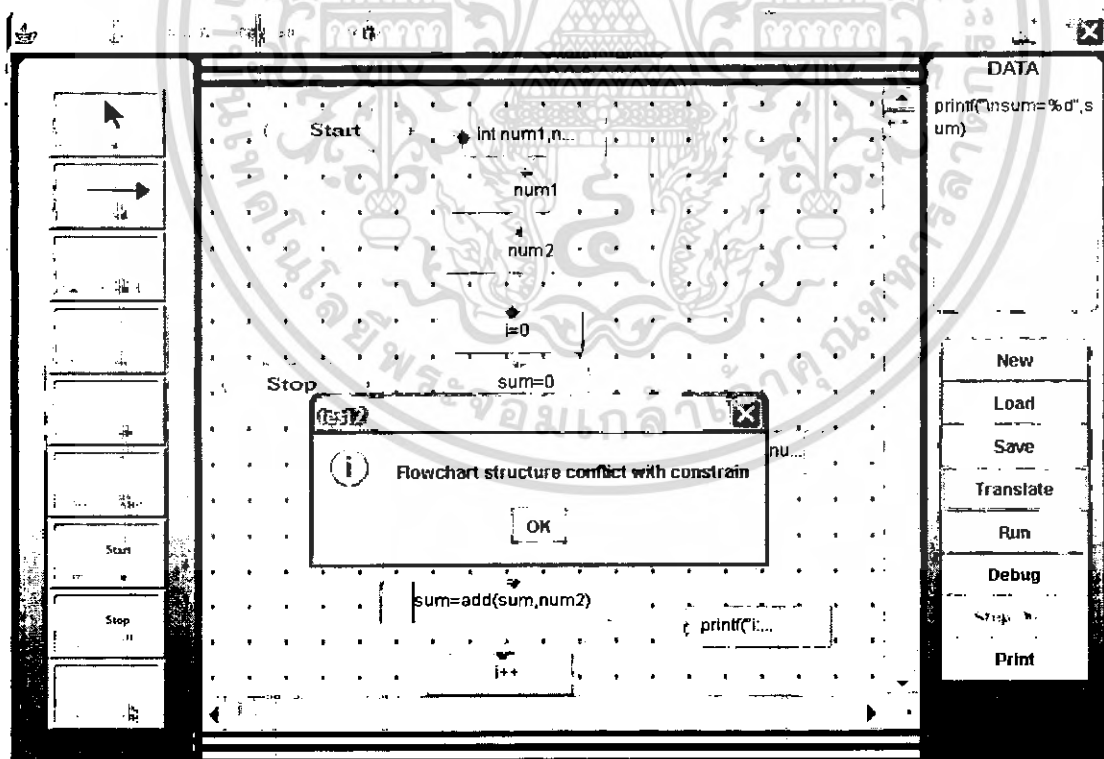 DATA
printf("\nsum=%d",s
um)
Start
int num1,n...
num1
num2
i=0
sum=0
Stop
nu...
Flowchart structure conflict with constrain
OK
sum=add(sum,num2)
printf("i:...
i++
Start
Stop
New
Load
Save
Translate
Run
Debug
Print